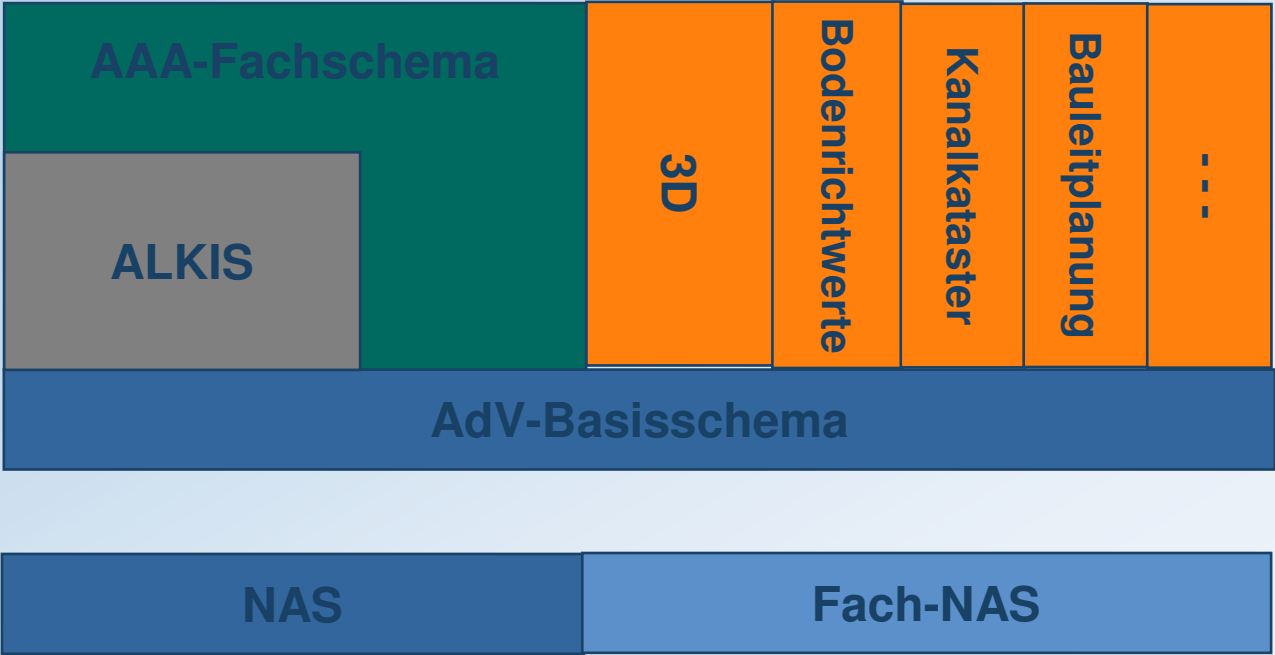 AAA-Fachschema
ALKIS
3D
Bodenrichtwerte
Kanalkataster
Bauleitplanung
- - -
AdV-Basisschema
NAS
Fach-NAS